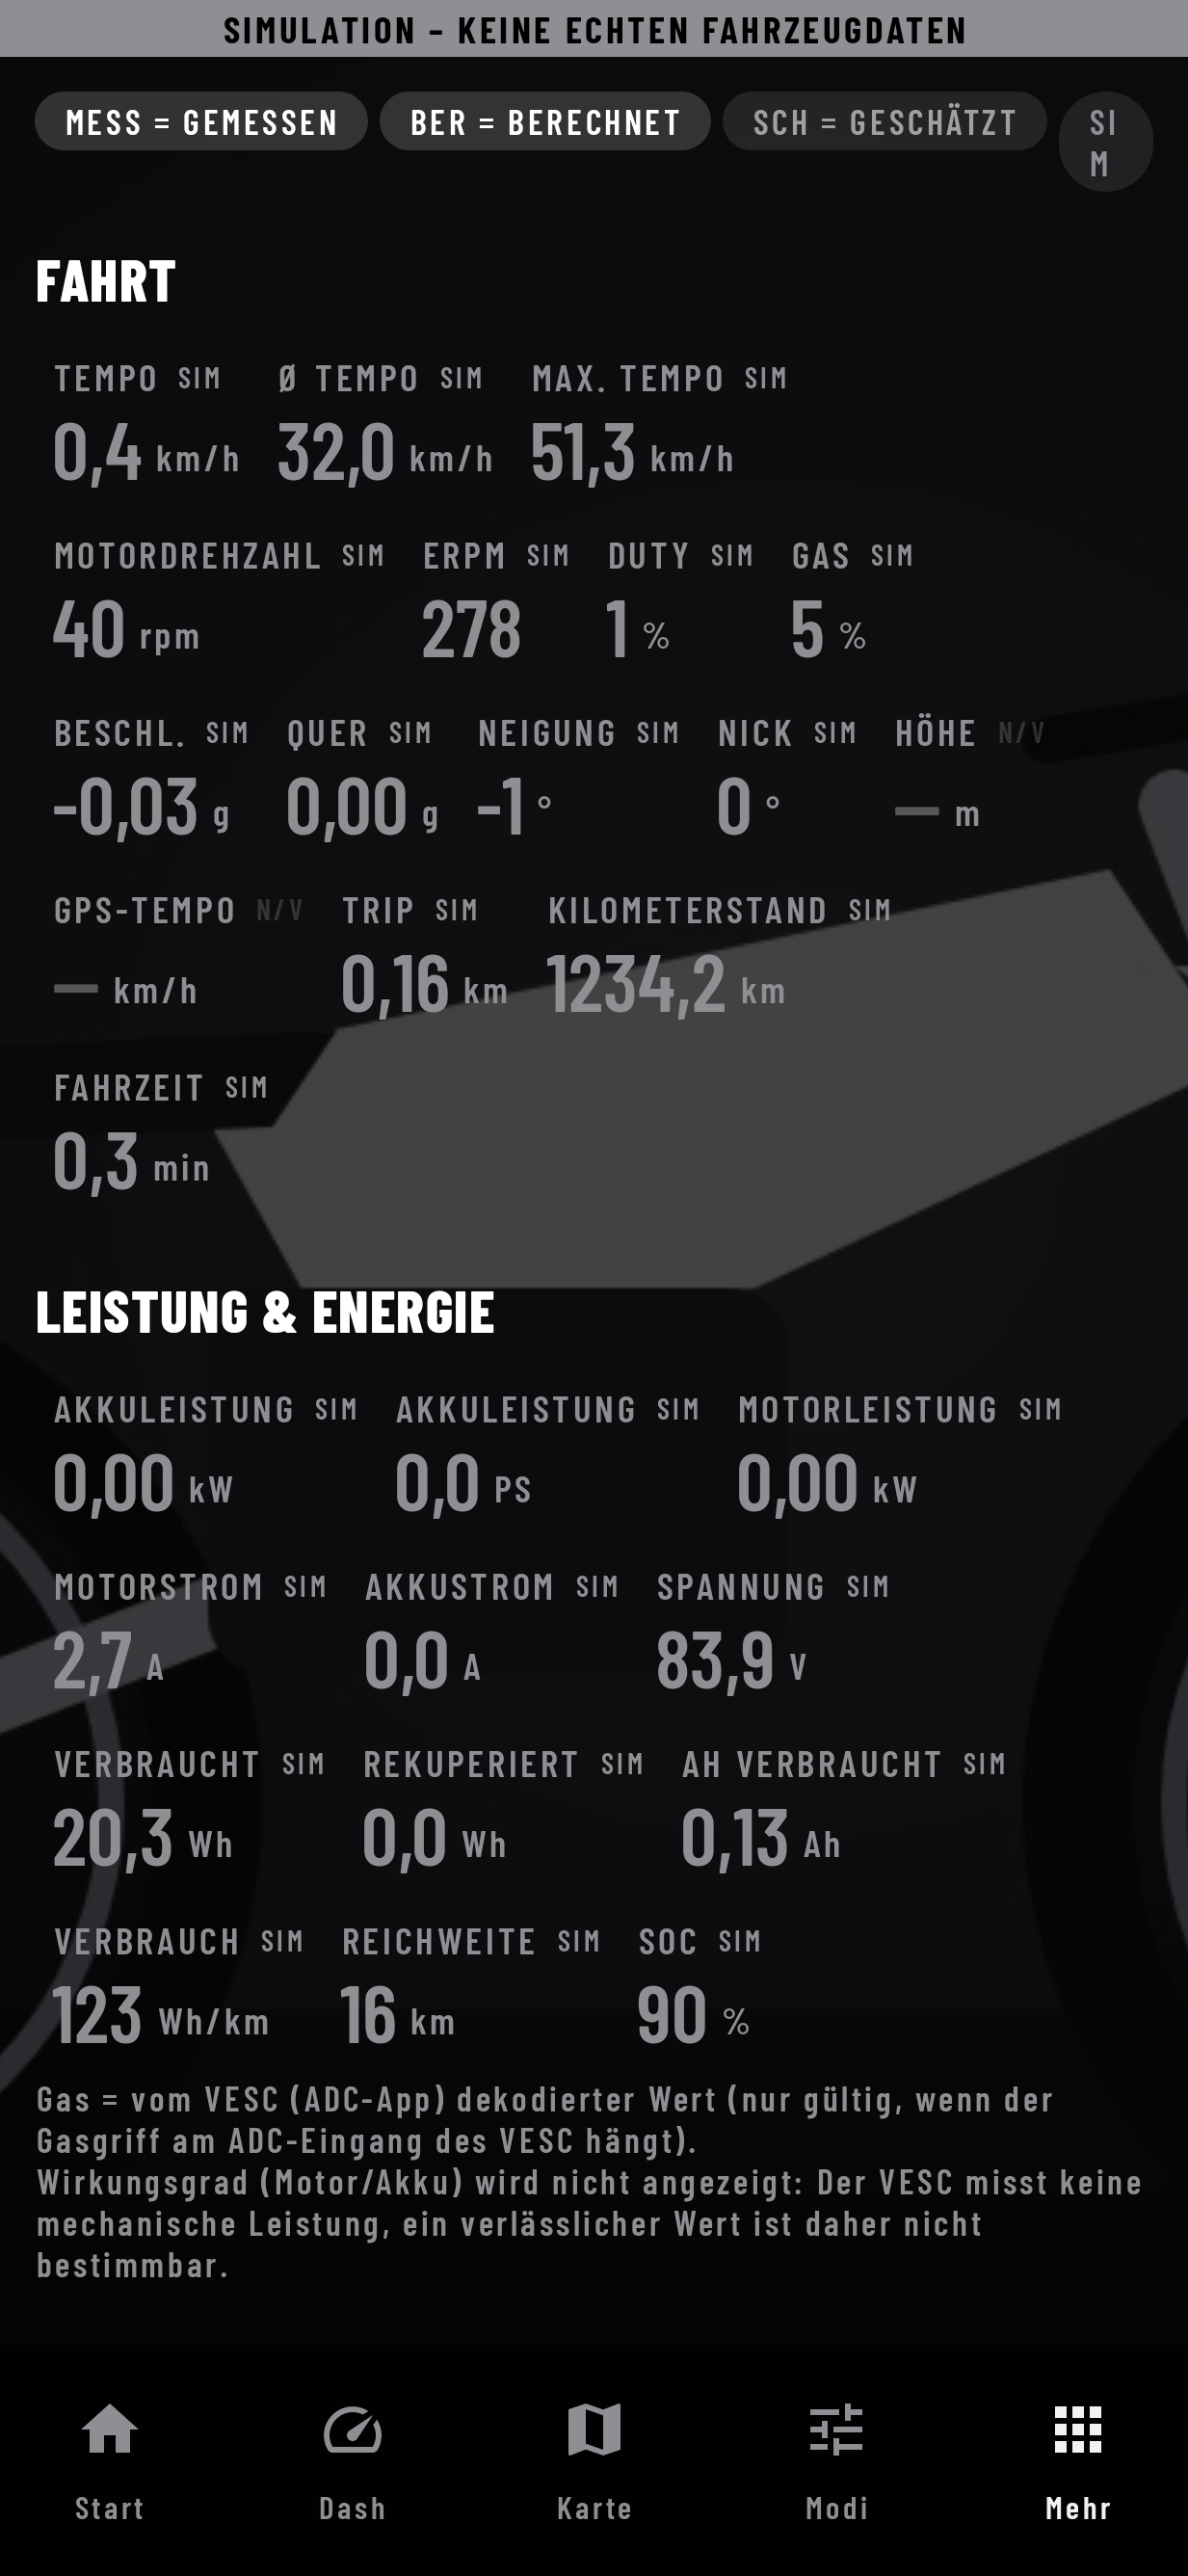 SIMULATION – KEINE ECHTEN FAHRZEUGDATEN
MESS = GEMESSEN BER = BERECHNET SCH = GESCHÄTZT SI
M
FAHRT
TEMPO SIM Ø TEMPO SIM MAX. TEMPO SIM
0,4 km/h 32,0 km/h 51,3 km/h
MOTORDREHZAHL SIM ERPM SIM DUTY SIM GAS SIM
40 rpm 278 1 % 5 %
BESCHL. SIM QUER SIM NEIGUNG SIM NICK SIM HÖHE N/V
-0,03 g 0,00 g -1 ° 0 ° — m
GPS-TEMPO N/V TRIP SIM KILOMETERSTAND SIM
— km/h 0,16 km 1234,2 km
FAHRZEIT SIM
0,3 min
LEISTUNG & ENERGIE
AKKULEISTUNG SIM AKKULEISTUNG SIM MOTORLEISTUNG SIM
0,00 kW 0,0 PS 0,00 kW
MOTORSTROM SIM AKKUSTROM SIM SPANNUNG SIM
2,7 A 0,0 A 83,9 V
VERBRAUCHT SIM REKUPERIERT SIM AH VERBRAUCHT SIM
20,3 Wh 0,0 Wh 0,13 Ah
VERBRAUCH SIM REICHWEITE SIM SOC SIM
123 Wh/km 16 km 90 %
Gas = vom VESC (ADC-App) dekodierter Wert (nur gültig, wenn der
Gasgriff am ADC-Eingang des VESC hängt).
Wirkungsgrad (Motor/Akku) wird nicht angezeigt: Der VESC misst keine
mechanische Leistung, ein verlässlicher Wert ist daher nicht
bestimmbar.
Start Dash Karte Modi Mehr